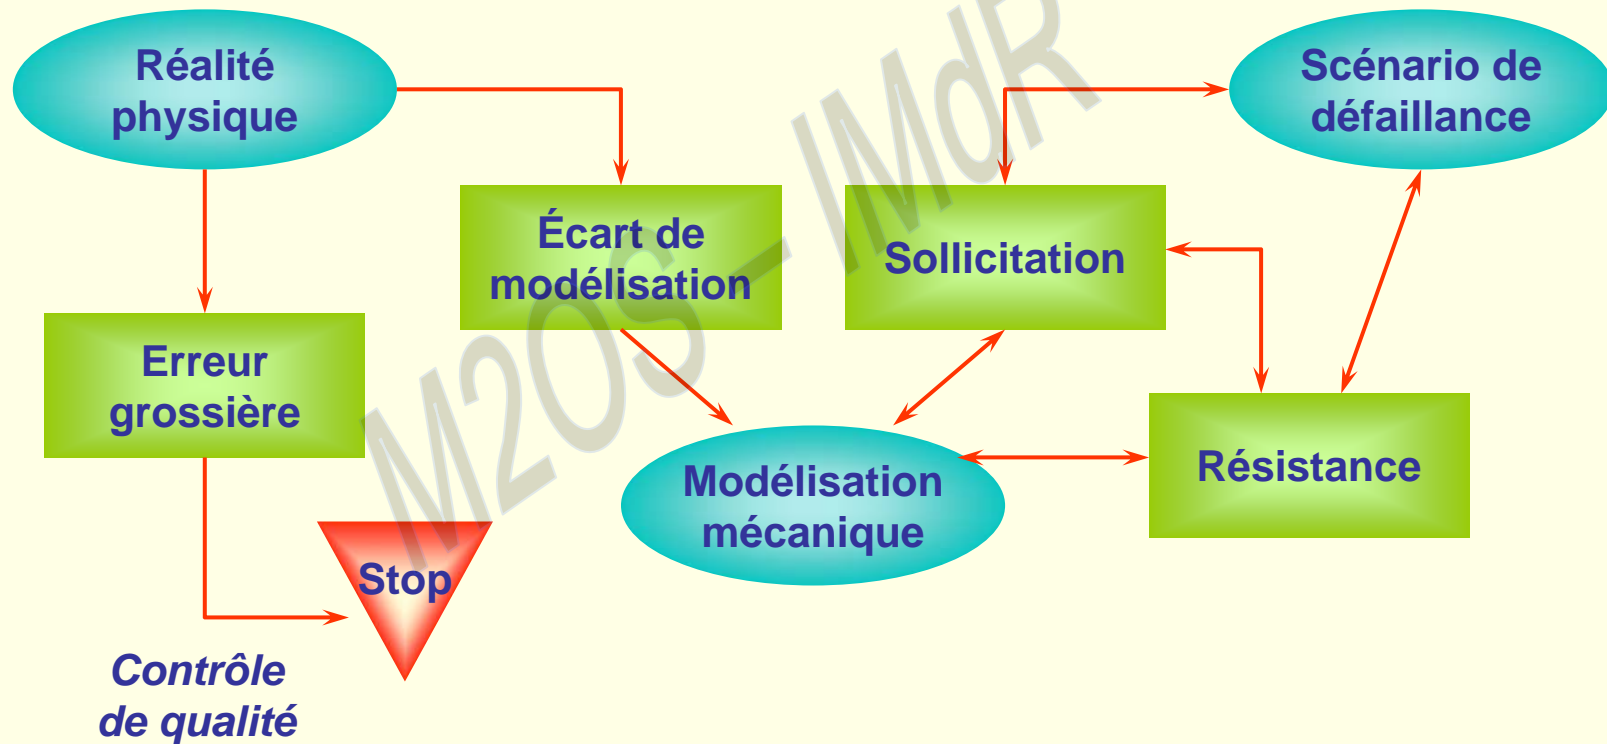 Réalité
physique
Scénario de
défaillance
Écart de
modélisation
Sollicitation
Erreur
grossière
Modélisation
mécanique
Résistance
Stop
Contrôle
de qualité
M2OS – IMdR